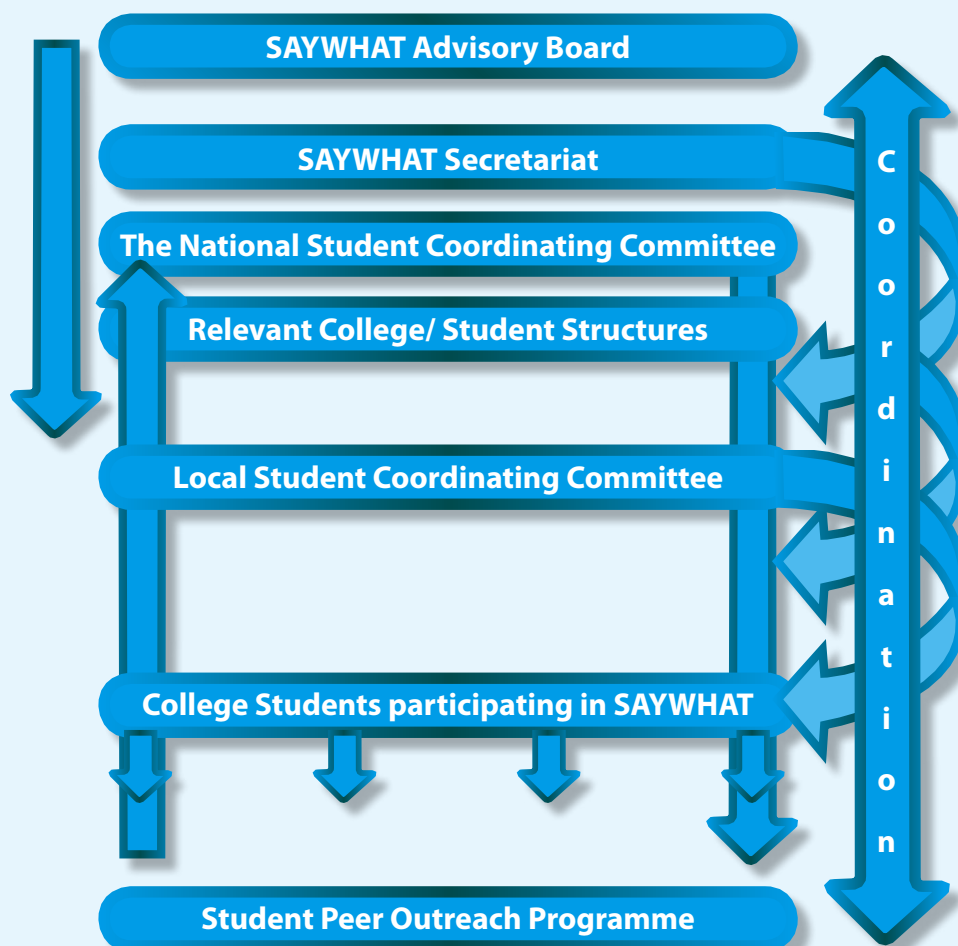 SAYWHAT Advisory Board
SAYWHAT Secretariat
The National Student Coordinating Committee
Relevant College/ Student Structures
Local Student Coordinating Committee
College Students participating in SAYWHAT
Student Peer Outreach Programme
Coordination